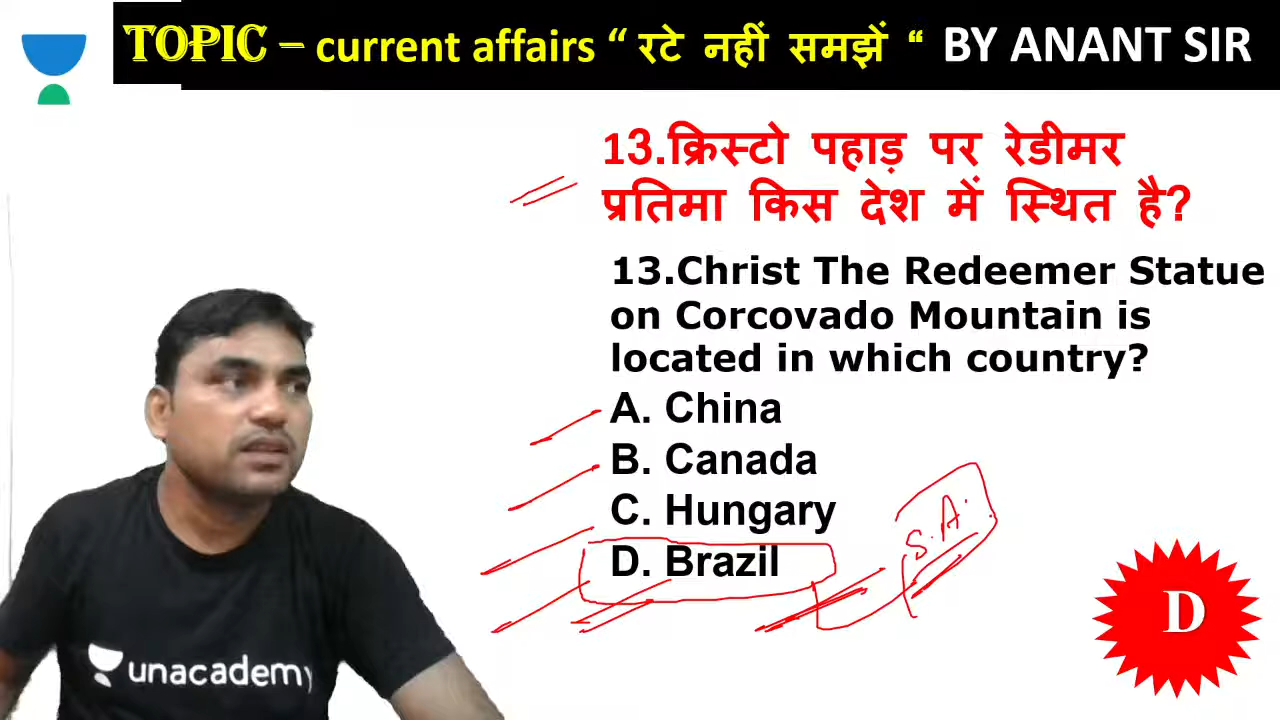 TOPIC – current affairs “ रटे नहीं समझें “ BY ANANT SIR
13.क्रिस्टो पहाड़ पर रेडीमर
प्रतिमा किस देश में स्थित है?
13.Christ The Redeemer Statue
on Corcovado Mountain is
located in which country?
A. China
B. Canada
C. Hungary
D. Brazil
S.A.
D
unacademy